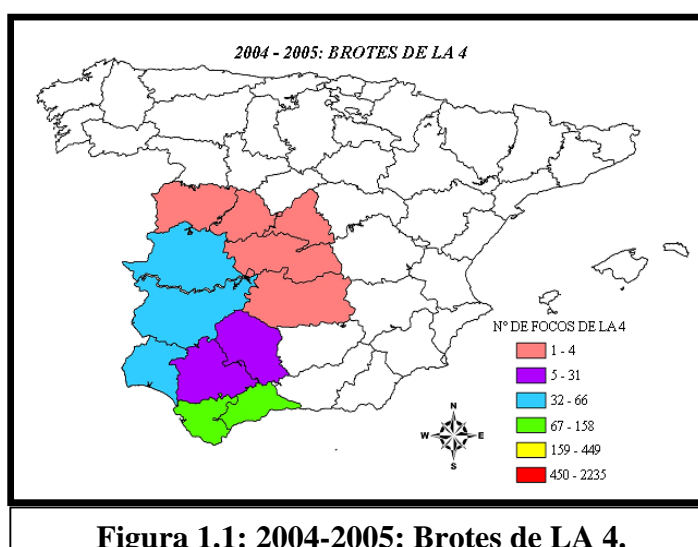 2004 - 2005: BROTES DE LA 4
Nº DE FOCOS DE LA 4
1 - 4
5 - 31
32 - 66
67 - 158
159 - 449
450 - 2235
N
W
E
S
Figura 1.1: 2004-2005: Brotes de LA 4.